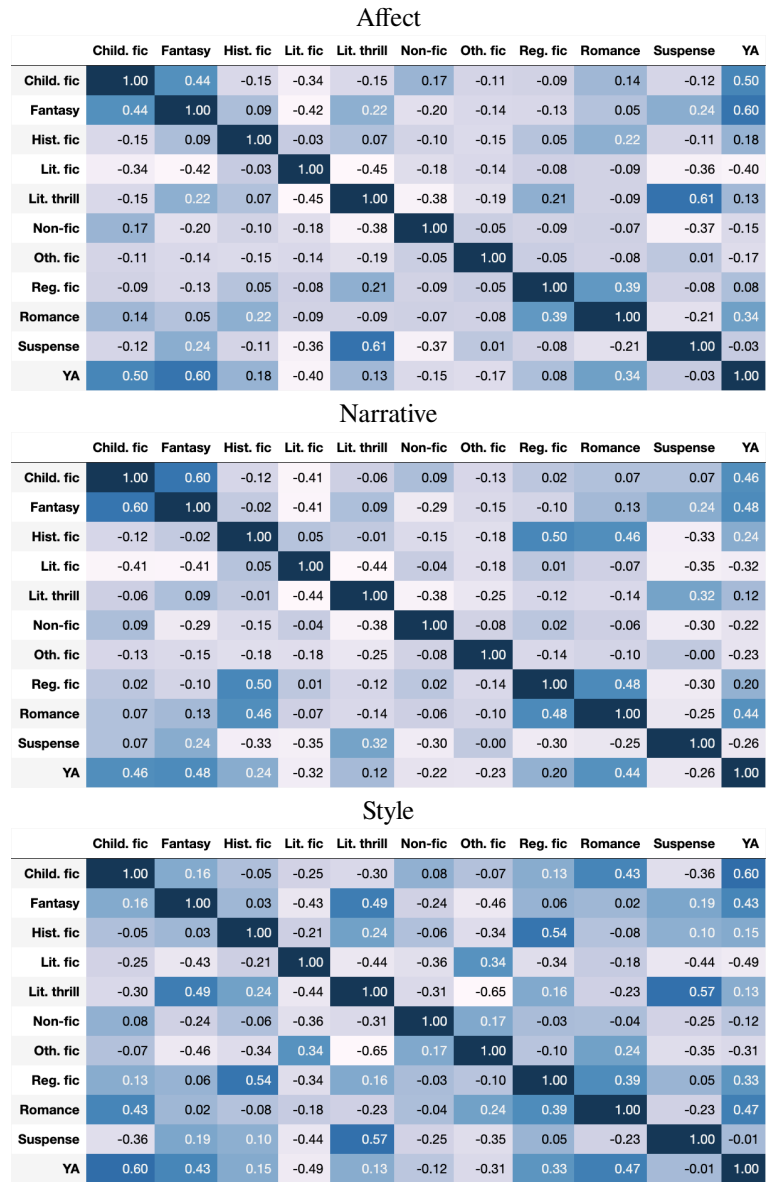 Affect
Child. fic Fantasy Hist. fic Lit. fic Lit. thrill Non-fic Oth. fic Reg. fic Romance Suspense YA
Child. fic 1.00 0.44 -0.15 -0.34 -0.15 0.17 -0.11 -0.09 0.14 -0.12 0.50
Fantasy 0.44 1.00 0.09 -0.42 0.22 -0.20 -0.14 -0.13 0.05 0.24 0.60
Hist. fic -0.15 0.09 1.00 -0.03 0.07 -0.10 -0.15 0.05 0.22 -0.11 0.18
Lit. fic -0.34 -0.42 -0.03 1.00 -0.45 -0.18 -0.14 -0.08 -0.09 -0.36 -0.40
Lit. thrill -0.15 0.22 0.07 -0.45 1.00 -0.38 -0.19 0.21 -0.09 0.61 0.13
Non-fic 0.17 -0.20 -0.10 -0.18 -0.38 1.00 -0.05 -0.09 -0.07 -0.37 -0.15
Oth. fic -0.11 -0.14 -0.15 -0.14 -0.19 -0.05 1.00 -0.05 -0.08 0.01 -0.17
Reg. fic -0.09 -0.13 0.05 -0.08 0.21 -0.09 -0.05 1.00 0.39 -0.08 0.08
Romance 0.14 0.05 0.22 -0.09 -0.09 -0.07 -0.08 0.39 1.00 -0.21 0.34
Suspense -0.12 0.24 -0.11 -0.36 0.61 -0.37 0.01 -0.08 -0.21 1.00 -0.03
YA 0.50 0.60 0.18 -0.40 0.13 -0.15 -0.17 0.08 0.34 -0.03 1.00
Narrative
Child. fic Fantasy Hist. fic Lit. fic Lit. thrill Non-fic Oth. fic Reg. fic Romance Suspense YA
Child. fic 1.00 0.60 -0.12 -0.41 -0.06 0.09 -0.13 0.02 0.07 0.07 0.46
Fantasy 0.60 1.00 -0.02 -0.41 0.09 -0.29 -0.15 -0.10 0.13 0.24 0.48
Hist. fic -0.12 -0.02 1.00 0.05 -0.01 -0.15 -0.18 0.50 0.46 -0.33 0.24
Lit. fic -0.41 -0.41 0.05 1.00 -0.44 -0.04 -0.18 0.01 -0.07 -0.35 -0.32
Lit. thrill -0.06 0.09 -0.01 -0.44 1.00 -0.38 -0.25 -0.12 -0.14 0.32 0.12
Non-fic 0.09 -0.29 -0.15 -0.04 -0.38 1.00 -0.08 0.02 -0.06 -0.30 -0.22
Oth. fic -0.13 -0.15 -0.18 -0.18 -0.25 -0.08 1.00 -0.14 -0.10 -0.00 -0.23
Reg. fic 0.02 -0.10 0.50 0.01 -0.12 0.02 -0.14 1.00 0.48 -0.30 0.20
Romance 0.07 0.13 0.46 -0.07 -0.14 -0.06 -0.10 0.48 1.00 -0.25 0.44
Suspense 0.07 0.24 -0.33 -0.35 0.32 -0.30 -0.00 -0.30 -0.25 1.00 -0.26
YA 0.46 0.48 0.24 -0.32 0.12 -0.22 -0.23 0.20 0.44 -0.26 1.00
Style
Child. fic Fantasy Hist. fic Lit. fic Lit. thrill Non-fic Oth. fic Reg. fic Romance Suspense YA
Child. fic 1.00 0.16 -0.05 -0.25 -0.30 0.08 -0.07 0.13 0.43 -0.36 0.60
Fantasy 0.16 1.00 0.03 -0.43 0.49 -0.24 -0.46 0.06 0.02 0.19 0.43
Hist. fic -0.05 0.03 1.00 -0.21 0.24 -0.06 -0.34 0.54 -0.08 0.10 0.15
Lit. fic -0.25 -0.43 -0.21 1.00 -0.44 -0.36 0.34 -0.34 -0.18 -0.44 -0.49
Lit. thrill -0.30 0.49 0.24 -0.44 1.00 -0.31 -0.65 0.16 -0.23 0.57 0.13
Non-fic 0.08 -0.24 -0.06 -0.36 -0.31 1.00 0.17 -0.03 -0.04 -0.25 -0.12
Oth. fic -0.07 -0.46 -0.34 0.34 -0.65 0.17 1.00 -0.10 0.24 -0.35 -0.31
Reg. fic 0.13 0.06 0.54 -0.34 0.16 -0.03 -0.10 1.00 0.39 0.05 0.33
Romance 0.43 0.02 -0.08 -0.18 -0.23 -0.04 0.24 0.39 1.00 -0.23 0.47
Suspense -0.36 0.19 0.10 -0.44 0.57 -0.25 -0.35 0.05 -0.23 1.00 -0.01
YA 0.60 0.43 0.15 -0.49 0.13 -0.12 -0.31 0.33 0.47 -0.01 1.00